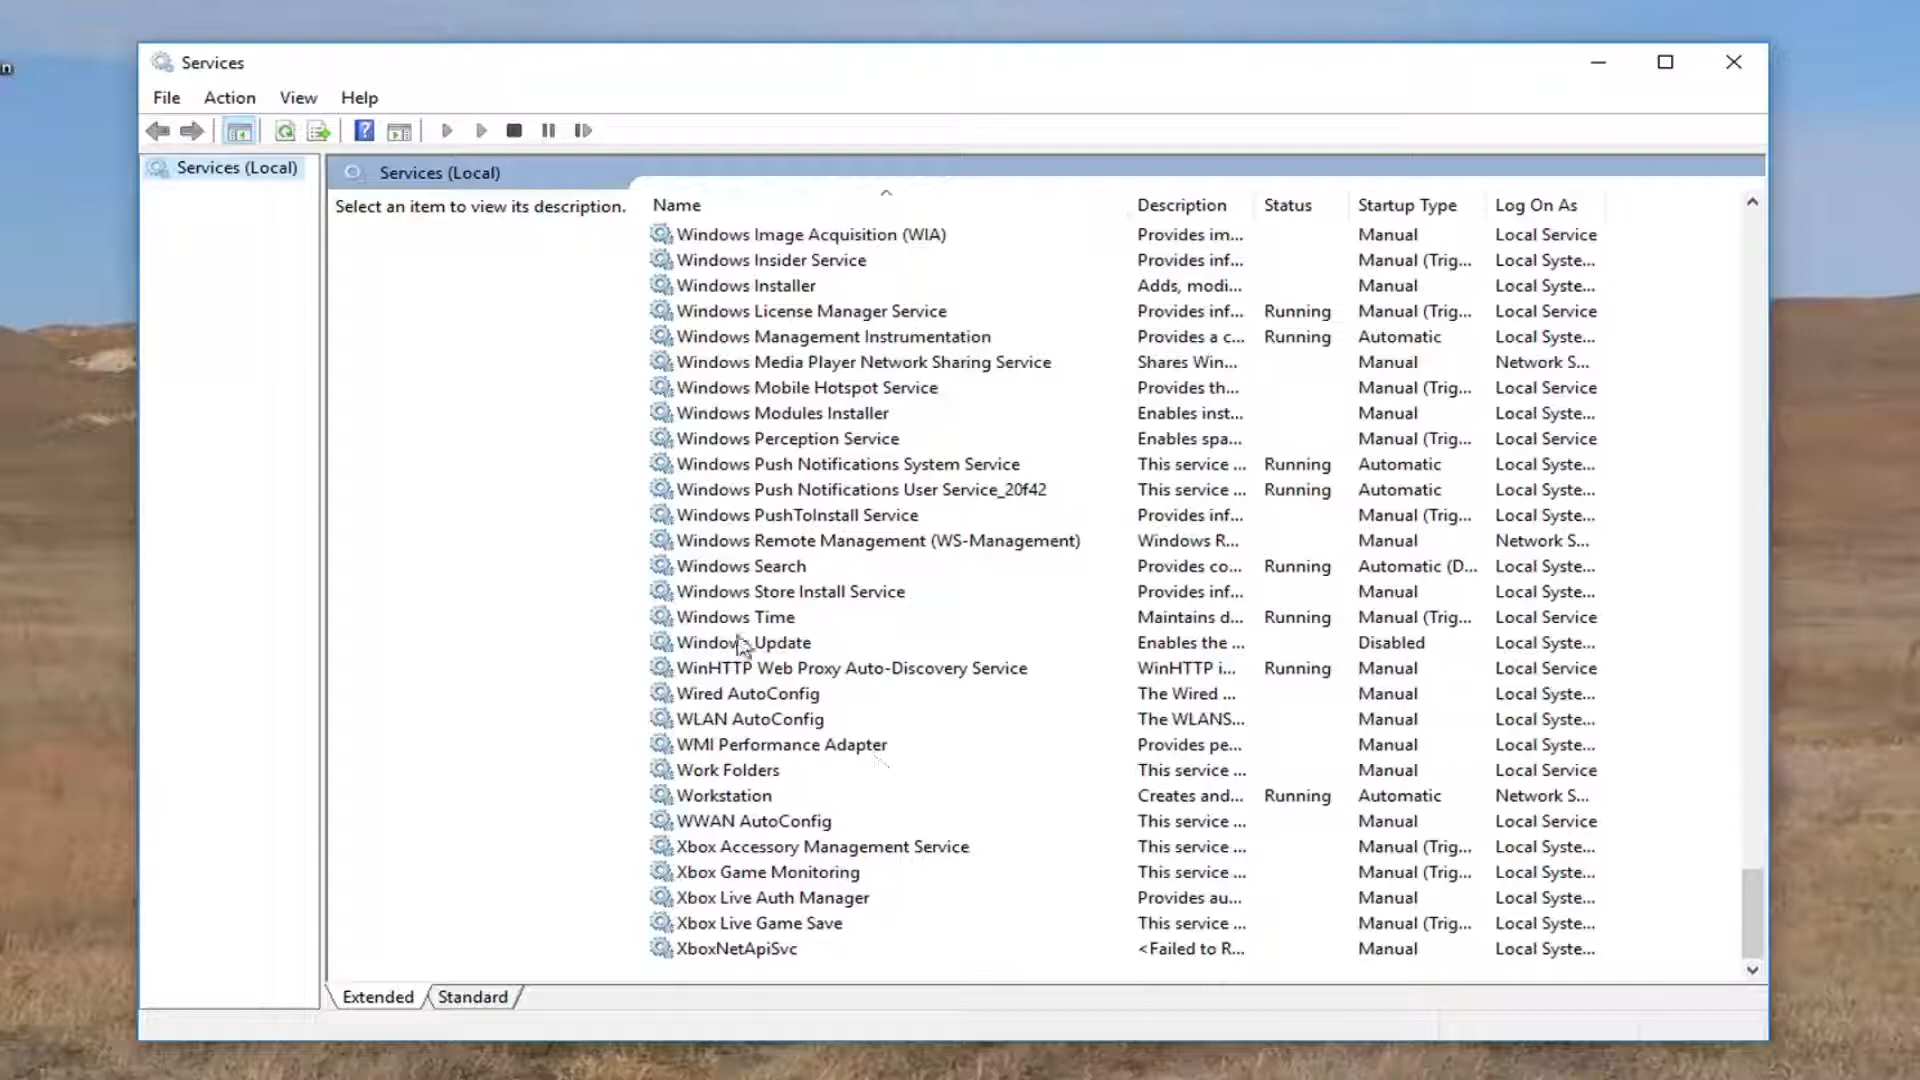 n
Services
File Action View Help
Services (Local)
Services (Local)
Select an item to view its description.
Name Description Status Startup Type Log On As
Windows Image Acquisition (WIA) Provides im... Manual Local Service
Windows Insider Service Provides inf... Manual (Trig... Local Syste...
Windows Installer Adds, modi... Manual Local Syste...
Windows License Manager Service Provides inf... Running Manual (Trig... Local Service
Windows Management Instrumentation Provides a c... Running Automatic Local Syste...
Windows Media Player Network Sharing Service Shares Win... Manual Network S...
Windows Mobile Hotspot Service Provides th... Manual (Trig... Local Service
Windows Modules Installer Enables inst... Manual Local Syste...
Windows Perception Service Enables spa... Manual (Trig... Local Service
Windows Push Notifications System Service This service ... Running Automatic Local Syste...
Windows Push Notifications User Service_20f42 This service ... Running Automatic Local Syste...
Windows PushToInstall Service Provides inf... Manual (Trig... Local Syste...
Windows Remote Management (WS-Management) Windows R... Manual Network S...
Windows Search Provides co... Running Automatic (D... Local Syste...
Windows Store Install Service Provides inf... Manual Local Syste...
Windows Time Maintains d... Running Manual (Trig... Local Service
Windows Update Enables the ... Disabled Local Syste...
WinHTTP Web Proxy Auto-Discovery Service WinHTTP i... Running Manual Local Service
Wired AutoConfig The Wired ... Manual Local Syste...
WLAN AutoConfig The WLANS... Manual Local Syste...
WMI Performance Adapter Provides pe... Manual Local Syste...
Work Folders This service ... Manual Local Service
Workstation Creates and... Running Automatic Network S...
WWAN AutoConfig This service ... Manual Local Service
Xbox Accessory Management Service This service ... Manual (Trig... Local Syste...
Xbox Game Monitoring This service ... Manual (Trig... Local Syste...
Xbox Live Auth Manager Provides au... Manual Local Syste...
Xbox Live Game Save This service ... Manual (Trig... Local Syste...
XboxNetApiSvc <Failed to R... Manual Local Syste...
Extended Standard